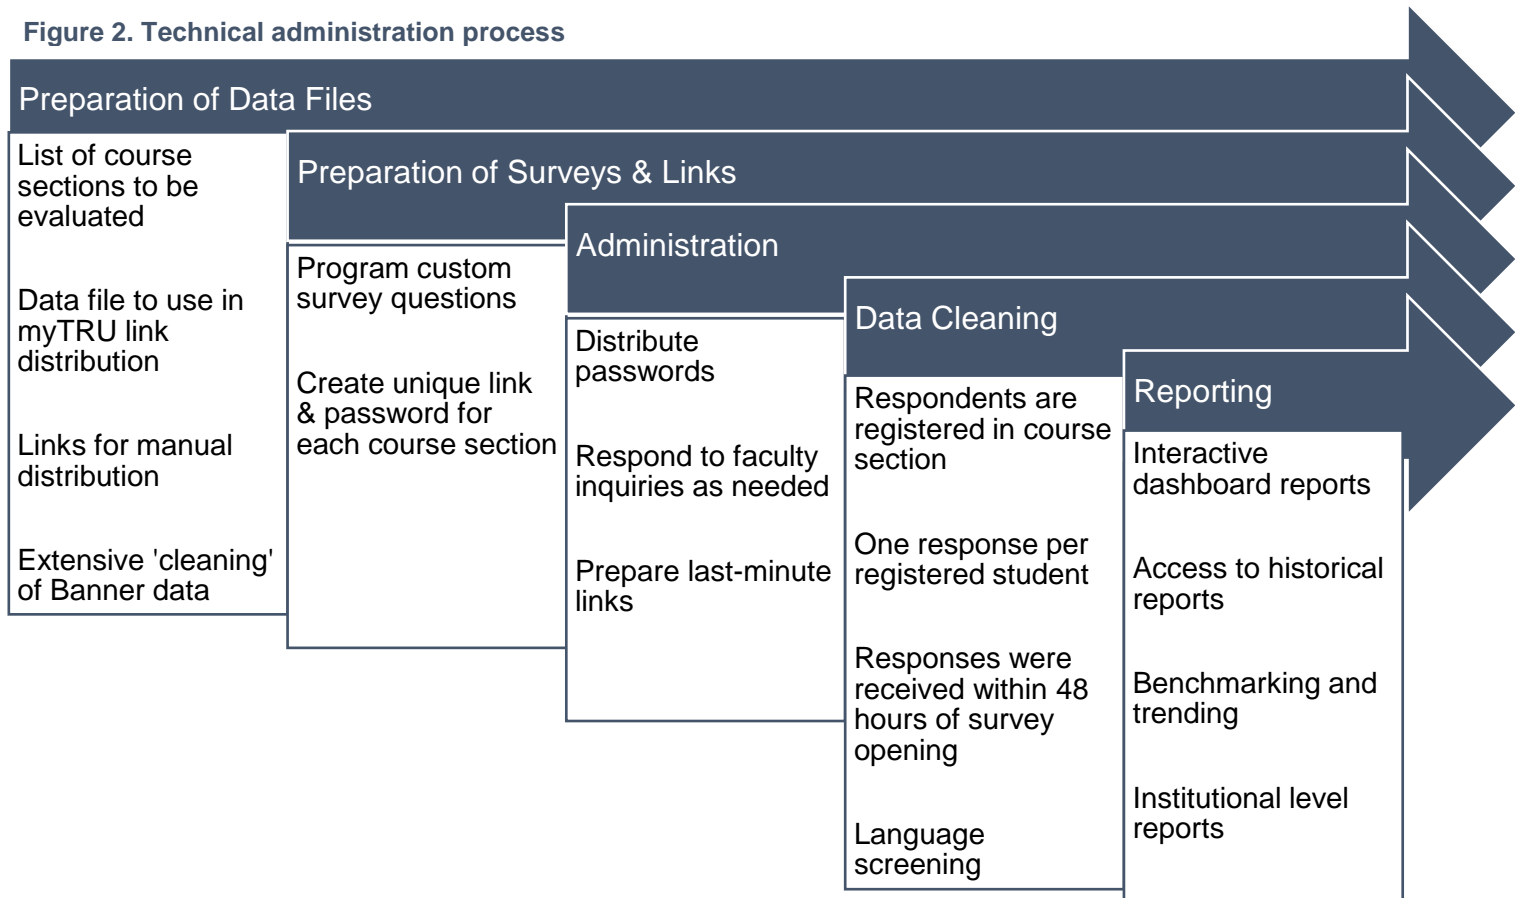 Figure 2. Technical administration process
Preparation of Data Files
List of course
sections to be
evaluated
Data file to use in
myTRU link
distribution
Links for manual
distribution
Extensive 'cleaning'
of Banner data
Preparation of Surveys & Links
Program custom
survey questions
Create unique link
& password for
each course section
Administration
Distribute
passwords
Respond to faculty
inquiries as needed
Prepare last-minute
links
Data Cleaning
Respondents are
registered in course
section
One response per
registered student
Responses were
received within 48
hours of survey
opening
Language
screening
Reporting
Interactive
dashboard reports
Access to historical
reports
Benchmarking and
trending
Institutional level
reports